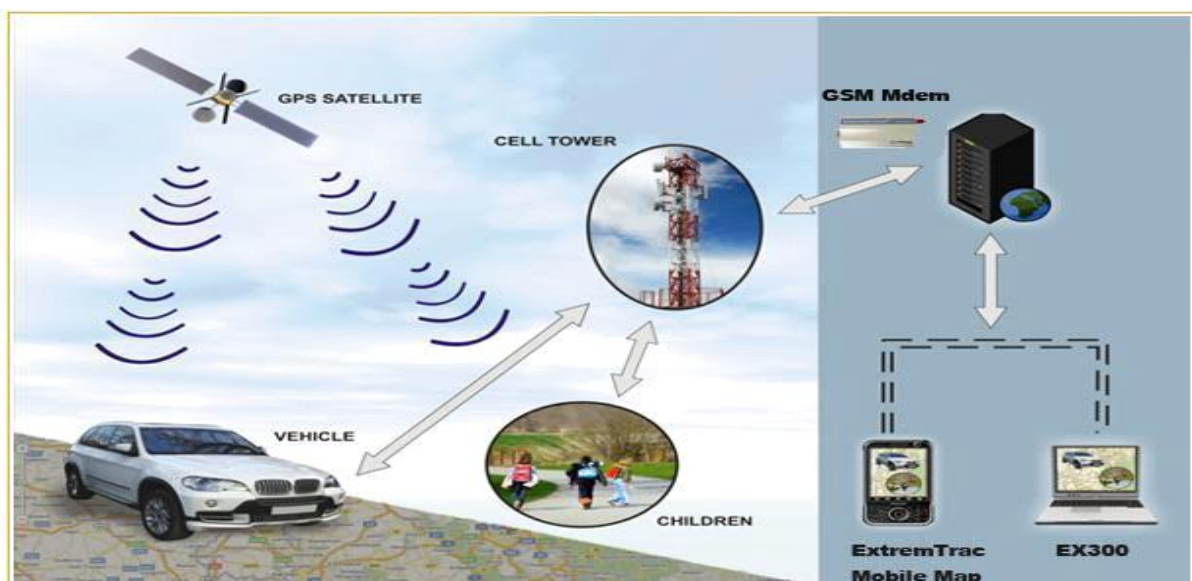 GPS SATELLITE
GSM Mdem
CELL TOWER
VEHICLE
CHILDREN
ExtremTrac
Mobile Map
EX300